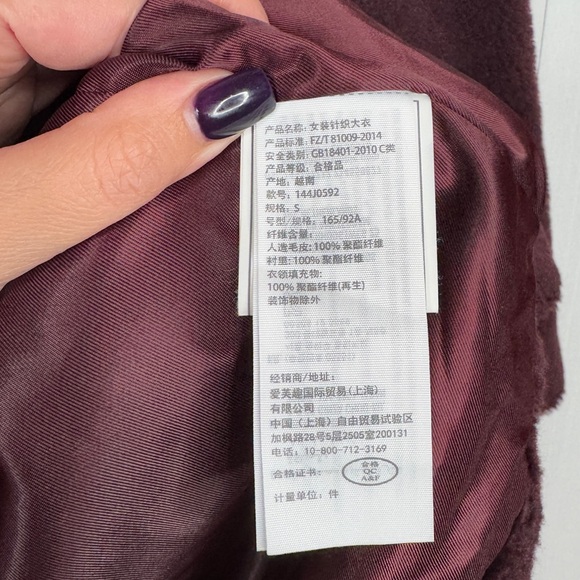 产品名称: 女装针织大衣
产品标准: FZ/T 81009-2014
安全类别: GB18401-2010 C类
产品等级: 合格品
产地: 越南
款号: 144J0592
规格: S
号型/规格: 165/92A
纤维含量:
人造毛皮: 100% 聚酯纤维
衬里: 100% 聚酯纤维
衣领填充物:
100% 聚酯纤维(再生)
装饰物除外
经销商/地址:
爱芙趣国际贸易(上海)
有限公司
中国 (上海) 自由贸易试验区
加枫路28号5层2505室200131
电话: 10-800-712-3169
合格证书:
合格
QC
A&F
计量单位: 件